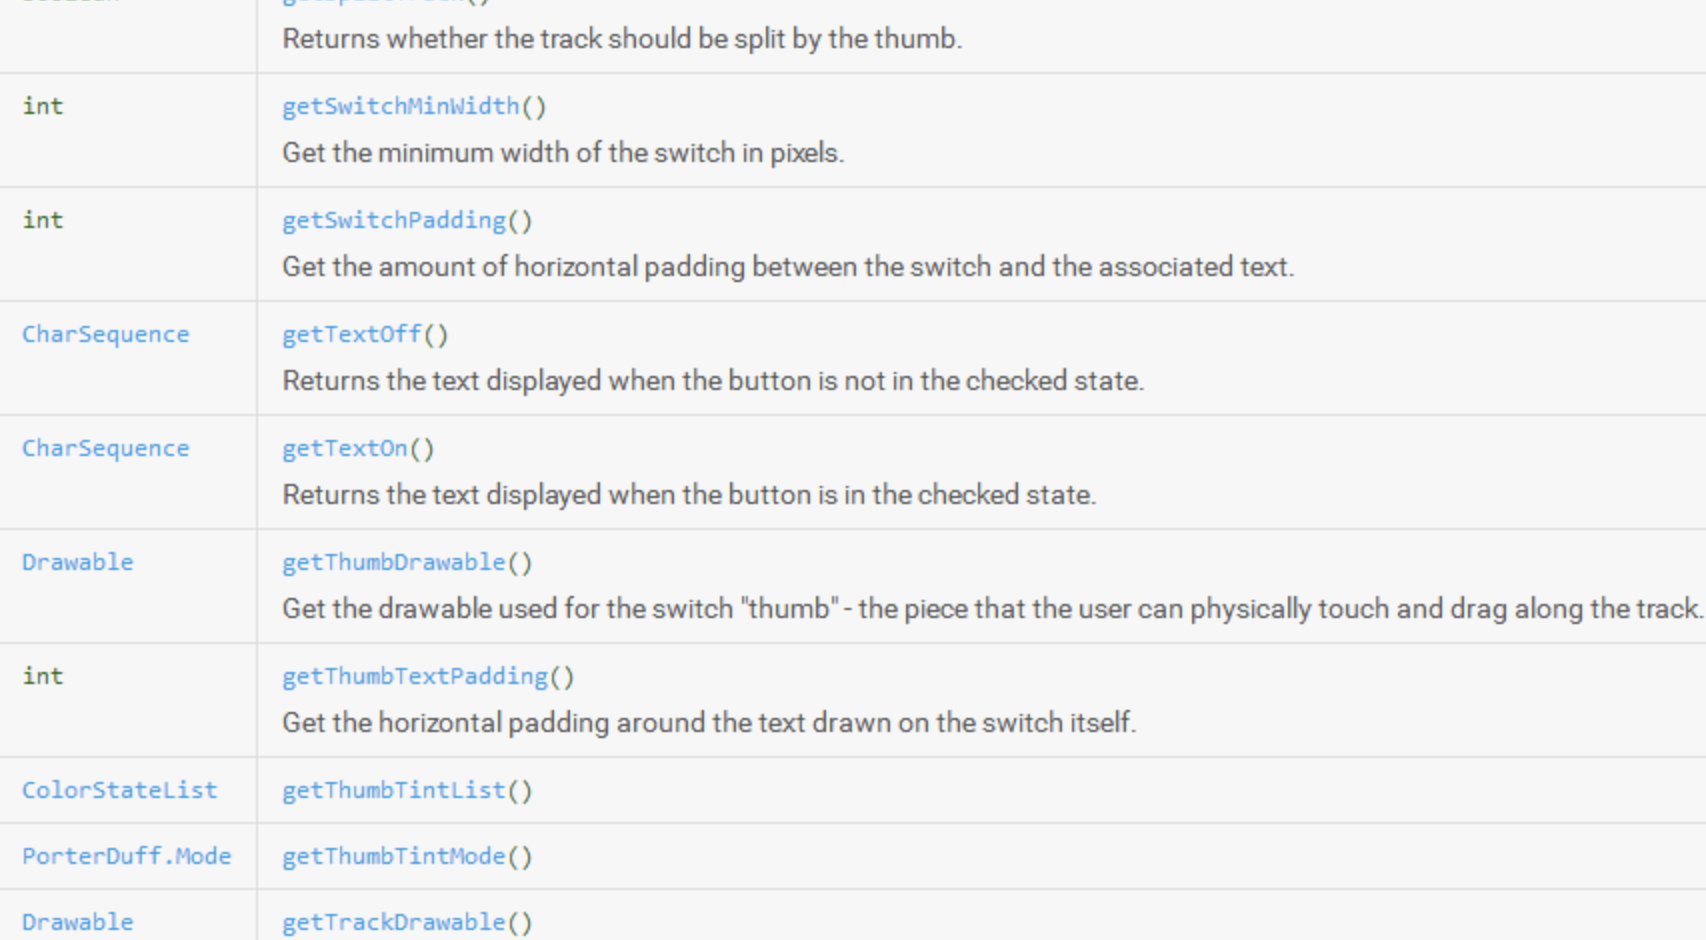 Returns whether the track should be split by the thumb.
int getSwitchMinWidth()
Get the minimum width of the switch in pixels.
int getSwitchPadding()
Get the amount of horizontal padding between the switch and the associated text.
CharSequence getTextOff()
Returns the text displayed when the button is not in the checked state.
CharSequence getTextOn()
Returns the text displayed when the button is in the checked state.
Drawable getThumbDrawable()
Get the drawable used for the switch "thumb" - the piece that the user can physically touch and drag along the track.
int getThumbTextPadding()
Get the horizontal padding around the text drawn on the switch itself.
ColorStateList getThumbTintList()
PorterDuff.Mode getThumbTintMode()
Drawable getTrackDrawable()